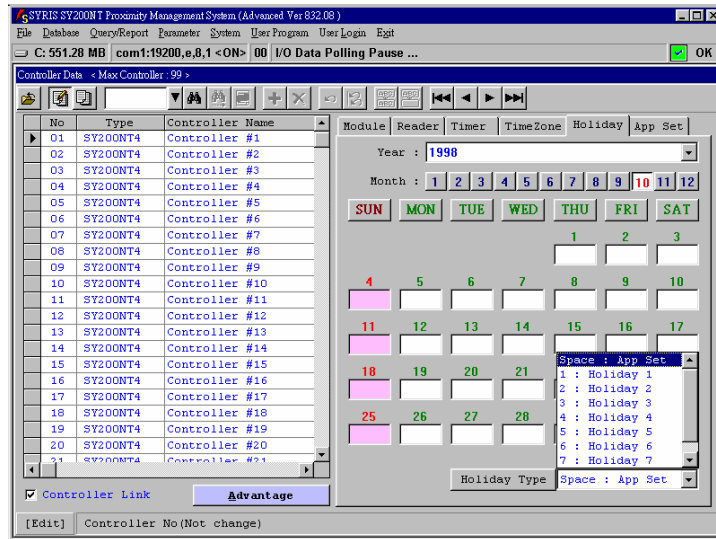 SYRIS SY200NT Proximity Management System (Advanced Ver 832.08 )
File Database Query/Report Parameter System User Program User Login Exit
C: 551.28 MB com1:19200,e,8,1 <ON> 00 I/O Data Polling Pause ... OK
Controller Data < Max Controller : 99 >
No Type Controller Name
01 SY200NT4 Controller #1
02 SY200NT4 Controller #2
03 SY200NT4 Controller #3
04 SY200NT4 Controller #4
05 SY200NT4 Controller #5
06 SY200NT4 Controller #6
07 SY200NT4 Controller #7
08 SY200NT4 Controller #8
09 SY200NT4 Controller #9
10 SY200NT4 Controller #10
11 SY200NT4 Controller #11
12 SY200NT4 Controller #12
13 SY200NT4 Controller #13
14 SY200NT4 Controller #14
15 SY200NT4 Controller #15
16 SY200NT4 Controller #16
17 SY200NT4 Controller #17
18 SY200NT4 Controller #18
19 SY200NT4 Controller #19
20 SY200NT4 Controller #20
21 SY200NT4 Controller #21
Controller Link Advantage
Module Reader Timer TimeZone Holiday App Set
Year : 1998
Month : 1 2 3 4 5 6 7 8 9 10 11 12
SUN MON TUE WED THU FRI SAT
1 2 3
4 5 6 7 8 9 10
11 12 13 14 15 16 17
18 19 20 21
25 26 27 28
Space : App Set
1 : Holiday 1
2 : Holiday 2
3 : Holiday 3
4 : Holiday 4
5 : Holiday 5
6 : Holiday 6
7 : Holiday 7
Holiday Type Space : App Set
[Edit] Controller No(Not change)